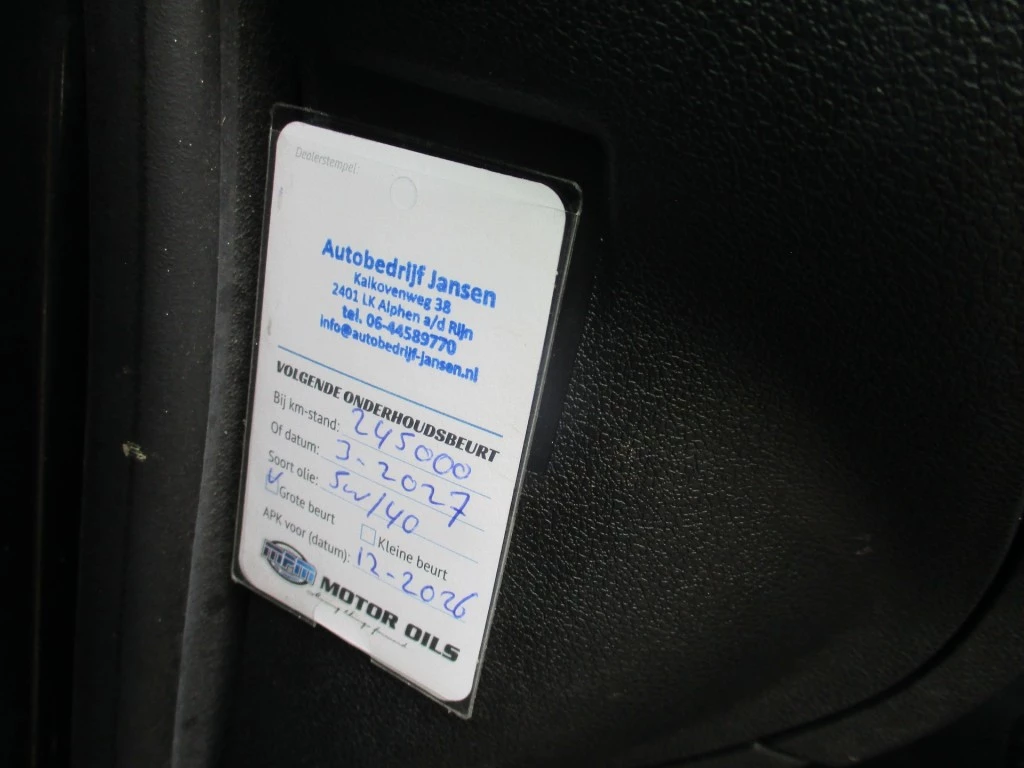 Dealerstempel:
Autobedrijf Jansen
Kalkovenweg 38
2401 LK Alphen a/d Rijn
tel. 06-44589770
info@autobedrijf-jansen.nl
VOLGENDE ONDERHOUDSBEURT
Bij km-stand: 245000
Of datum: 3-2027
Soort olie: 5w/40
Grote beurt Kleine beurt
APK voor (datum): 12-2026
MOTOR OILS